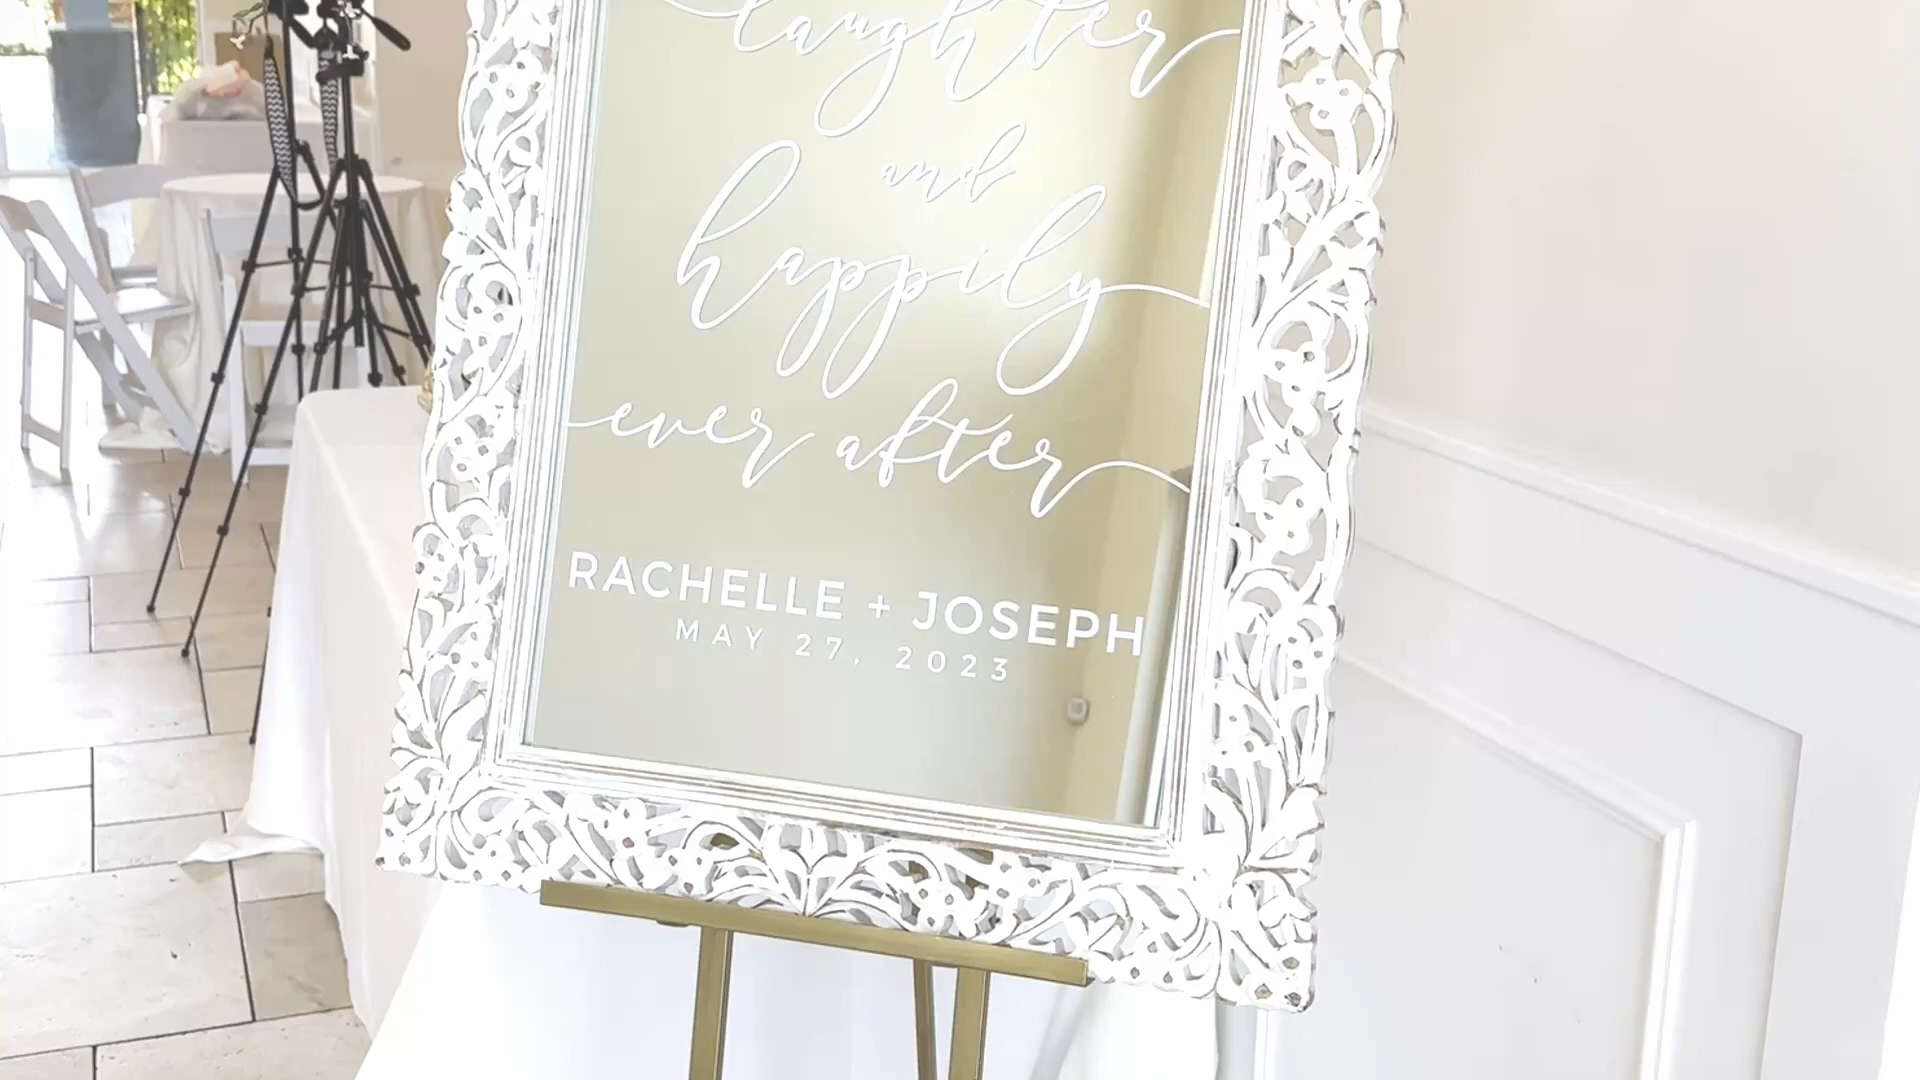 laughter
and
happily
ever after
RACHELLE + JOSEPH
MAY 27, 2023